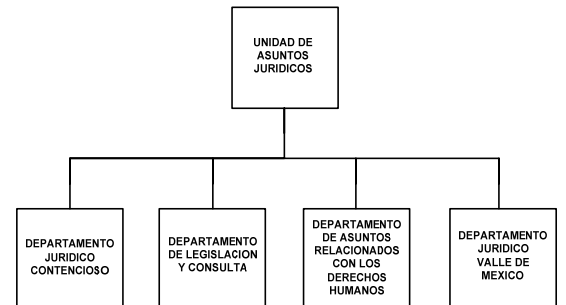 UNIDAD DE
ASUNTOS
JURIDICOS
DEPARTAMENTO
JURIDICO
CONTENCIOSO
DEPARTAMENTO
DE LEGISLACION
Y CONSULTA
DEPARTAMENTO
DE ASUNTOS
RELACIONADOS
CON LOS
DERECHOS
HUMANOS
DEPARTAMENTO
JURIDICO
VALLE DE
MEXICO